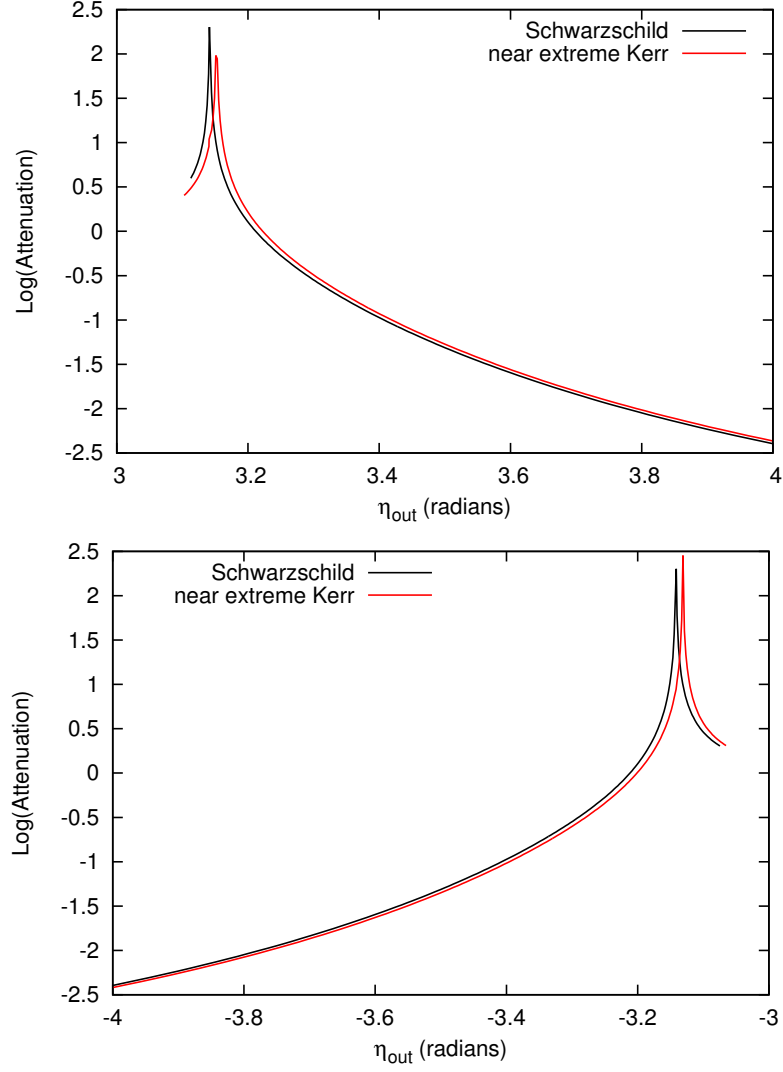 2.5
Schwarzschild
near extreme Kerr
2
1.5
1
0.5
0
-0.5
-1
-1.5
-2
-2.5
Log(Attenuation)
3 3.2 3.4 3.6 3.8 4
ηout (radians)
2.5
Schwarzschild
near extreme Kerr
2
1.5
1
0.5
0
-0.5
-1
-1.5
-2
-2.5
Log(Attenuation)
-4 -3.8 -3.6 -3.4 -3.2 -3
ηout (radians)